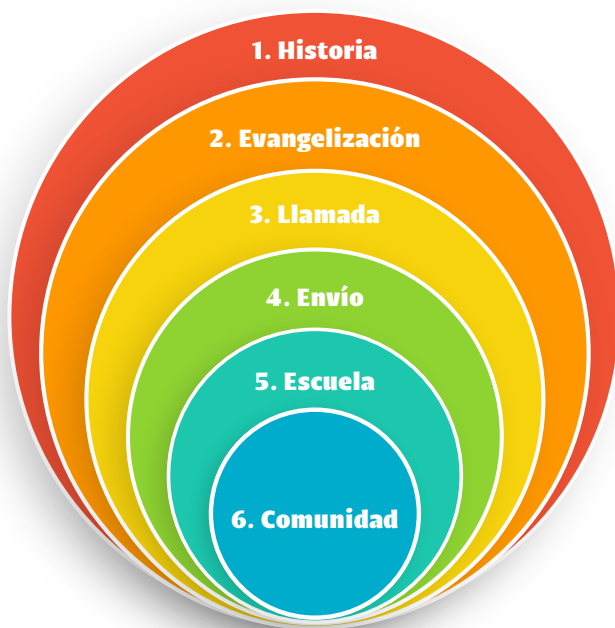 1. Historia
2. Evangelización
3. Llamada
4. Envío
5. Escuela
6. Comunidad